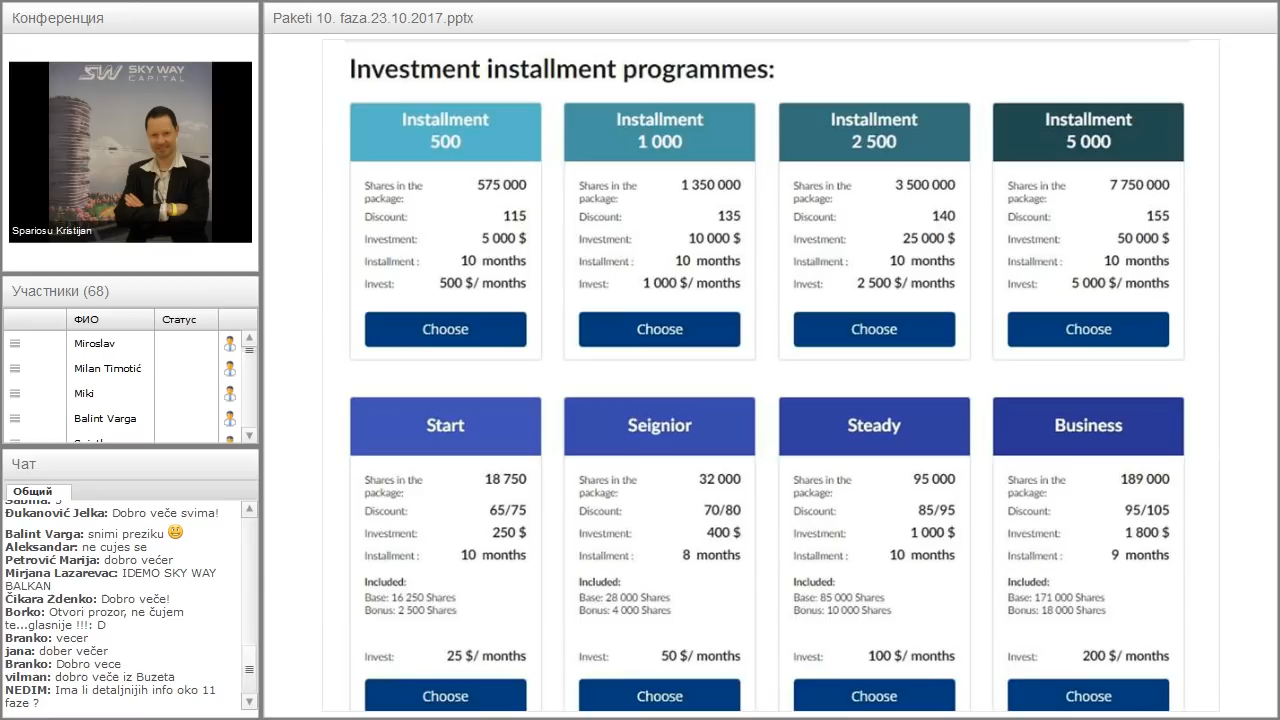 Конференция
SKY WAY
CAPITAL
Spariosu Kristijan
Участники (68)
ФИО Статус
Miroslav
Milan Timotić
Miki
Balint Varga
Чат
Общий
Đukanović Jelka: Dobro veče svima!
Balint Varga: snimi preziku
Aleksandar: ne cujes se
Petrović Marija: dobro večer
Mirjana Lazarevac: IDEMO SKY WAY
BALKAN
Čikara Zdenko: Dobro veče!
Borko: Otvori prozor, ne čujem
te...glasnije !!!: D
Branko: vecer
jana: dober večer
Branko: Dobro vece
vilman: dobro veče iz Buzeta
NEDIM: Ima li detaljnijih info oko 11
faze ?
Paketi 10. faza.23.10.2017.pptx
Investment installment programmes:
Installment
500
Shares in the
package:
575 000
Discount: 115
Investment: 5 000 $
Installment : 10 months
Invest: 500 $/ months
Choose
Installment
1 000
Shares in the
package:
1 350 000
Discount: 135
Investment: 10 000 $
Installment : 10 months
Invest: 1 000 $/ months
Choose
Installment
2 500
Shares in the
package:
3 500 000
Discount: 140
Investment: 25 000 $
Installment : 10 months
Invest: 2 500 $/ months
Choose
Installment
5 000
Shares in the
package:
7 750 000
Discount: 155
Investment: 50 000 $
Installment : 10 months
Invest: 5 000 $/ months
Choose
Start
Shares in the
package:
18 750
Discount: 65/75
Investment: 250 $
Installment : 10 months
Included:
Base: 16 250 Shares
Bonus: 2 500 Shares
Invest: 25 $/ months
Choose
Seignior
Shares in the
package:
32 000
Discount: 70/80
Investment: 400 $
Installment : 8 months
Included:
Base: 28 000 Shares
Bonus: 4 000 Shares
Invest: 50 $/ months
Choose
Steady
Shares in the
package:
95 000
Discount: 85/95
Investment: 1 000 $
Installment : 10 months
Included:
Base: 85 000 Shares
Bonus: 10 000 Shares
Invest: 100 $/ months
Choose
Business
Shares in the
package:
189 000
Discount: 95/105
Investment: 1 800 $
Installment : 9 months
Included:
Base: 171 000 Shares
Bonus: 18 000 Shares
Invest: 200 $/ months
Choose